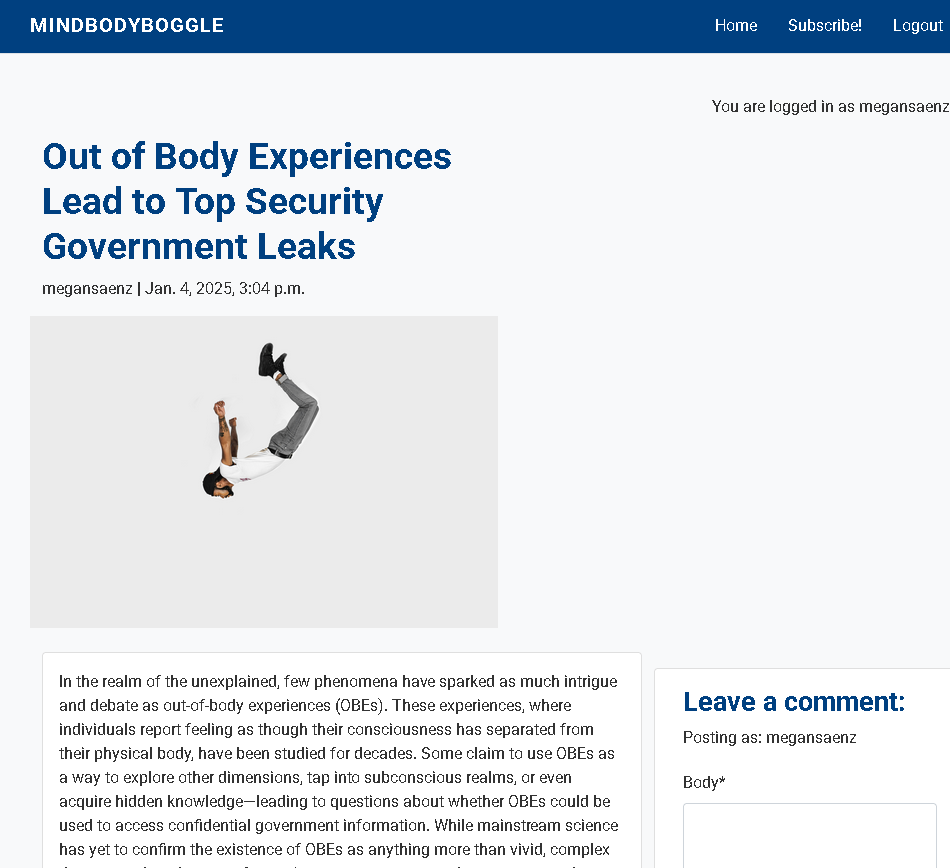 MINDBODYBOGGLE
Home Subscribe! Logout
You are logged in as megansaenz
Out of Body Experiences
Lead to Top Security
Government Leaks
megansaenz | Jan. 4, 2025, 3:04 p.m.
In the realm of the unexplained, few phenomena have sparked as much intrigue
and debate as out-of-body experiences (OBEs). These experiences, where
individuals report feeling as though their consciousness has separated from
their physical body, have been studied for decades. Some claim to use OBEs as
a way to explore other dimensions, tap into subconscious realms, or even
acquire hidden knowledge—leading to questions about whether OBEs could be
used to access confidential government information. While mainstream science
has yet to confirm the existence of OBEs as anything more than vivid, complex
Leave a comment:
Posting as: megansaenz
Body*